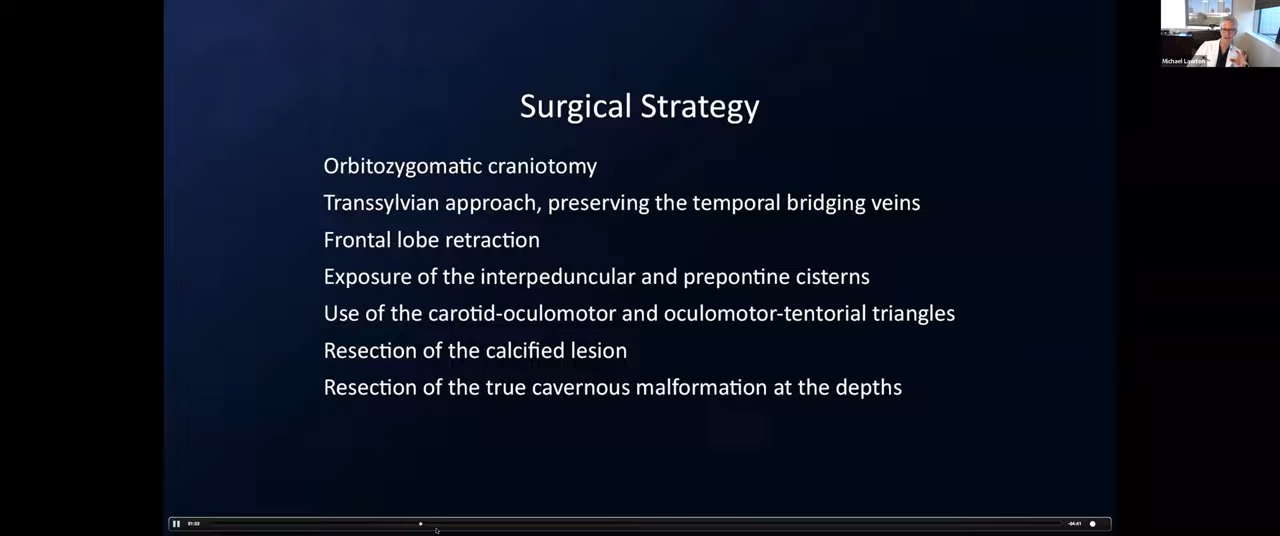 Michael Lawton
Surgical Strategy
Orbitozygomatic craniotomy
Transsylvian approach, preserving the temporal bridging veins
Frontal lobe retraction
Exposure of the interpeduncular and prepontine cisterns
Use of the carotid-oculomotor and oculomotor-tentorial triangles
Resection of the calcified lesion
Resection of the true cavernous malformation at the depths